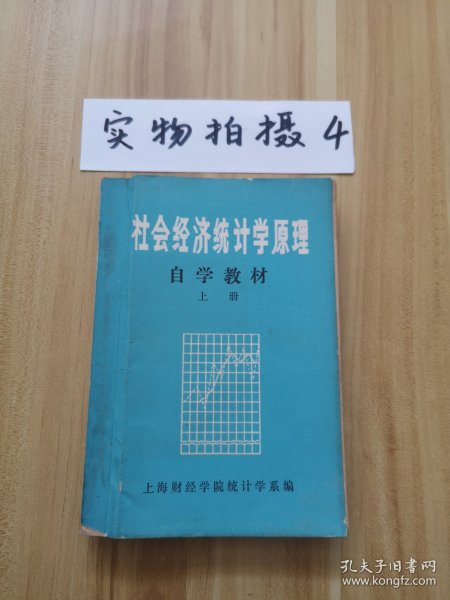 实物拍摄4
社会经济统计学原理
自学教材
上册
上海财经学院统计学系编
孔夫子旧书网
www.kongfz.com